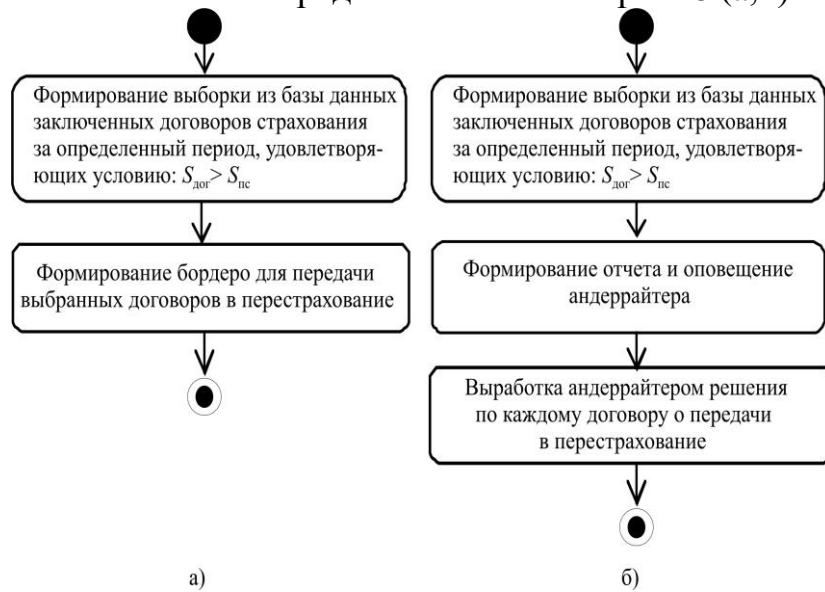 Формирование выборки из базы данных
заключенных договоров страхования
за определенный период, удовлетворя-
ющих условию: Sдог> Sпс
Формирование бордеро для передачи
выбранных договоров в перестрахование
а)
Формирование выборки из базы данных
заключенных договоров страхования
за определенный период, удовлетворя-
ющих условию: Sдог> Sпс
Формирование отчета и оповещение
андеррайтера
Выработка андеррайтером решения
по каждому договору о передачи
в перестрахование
б)